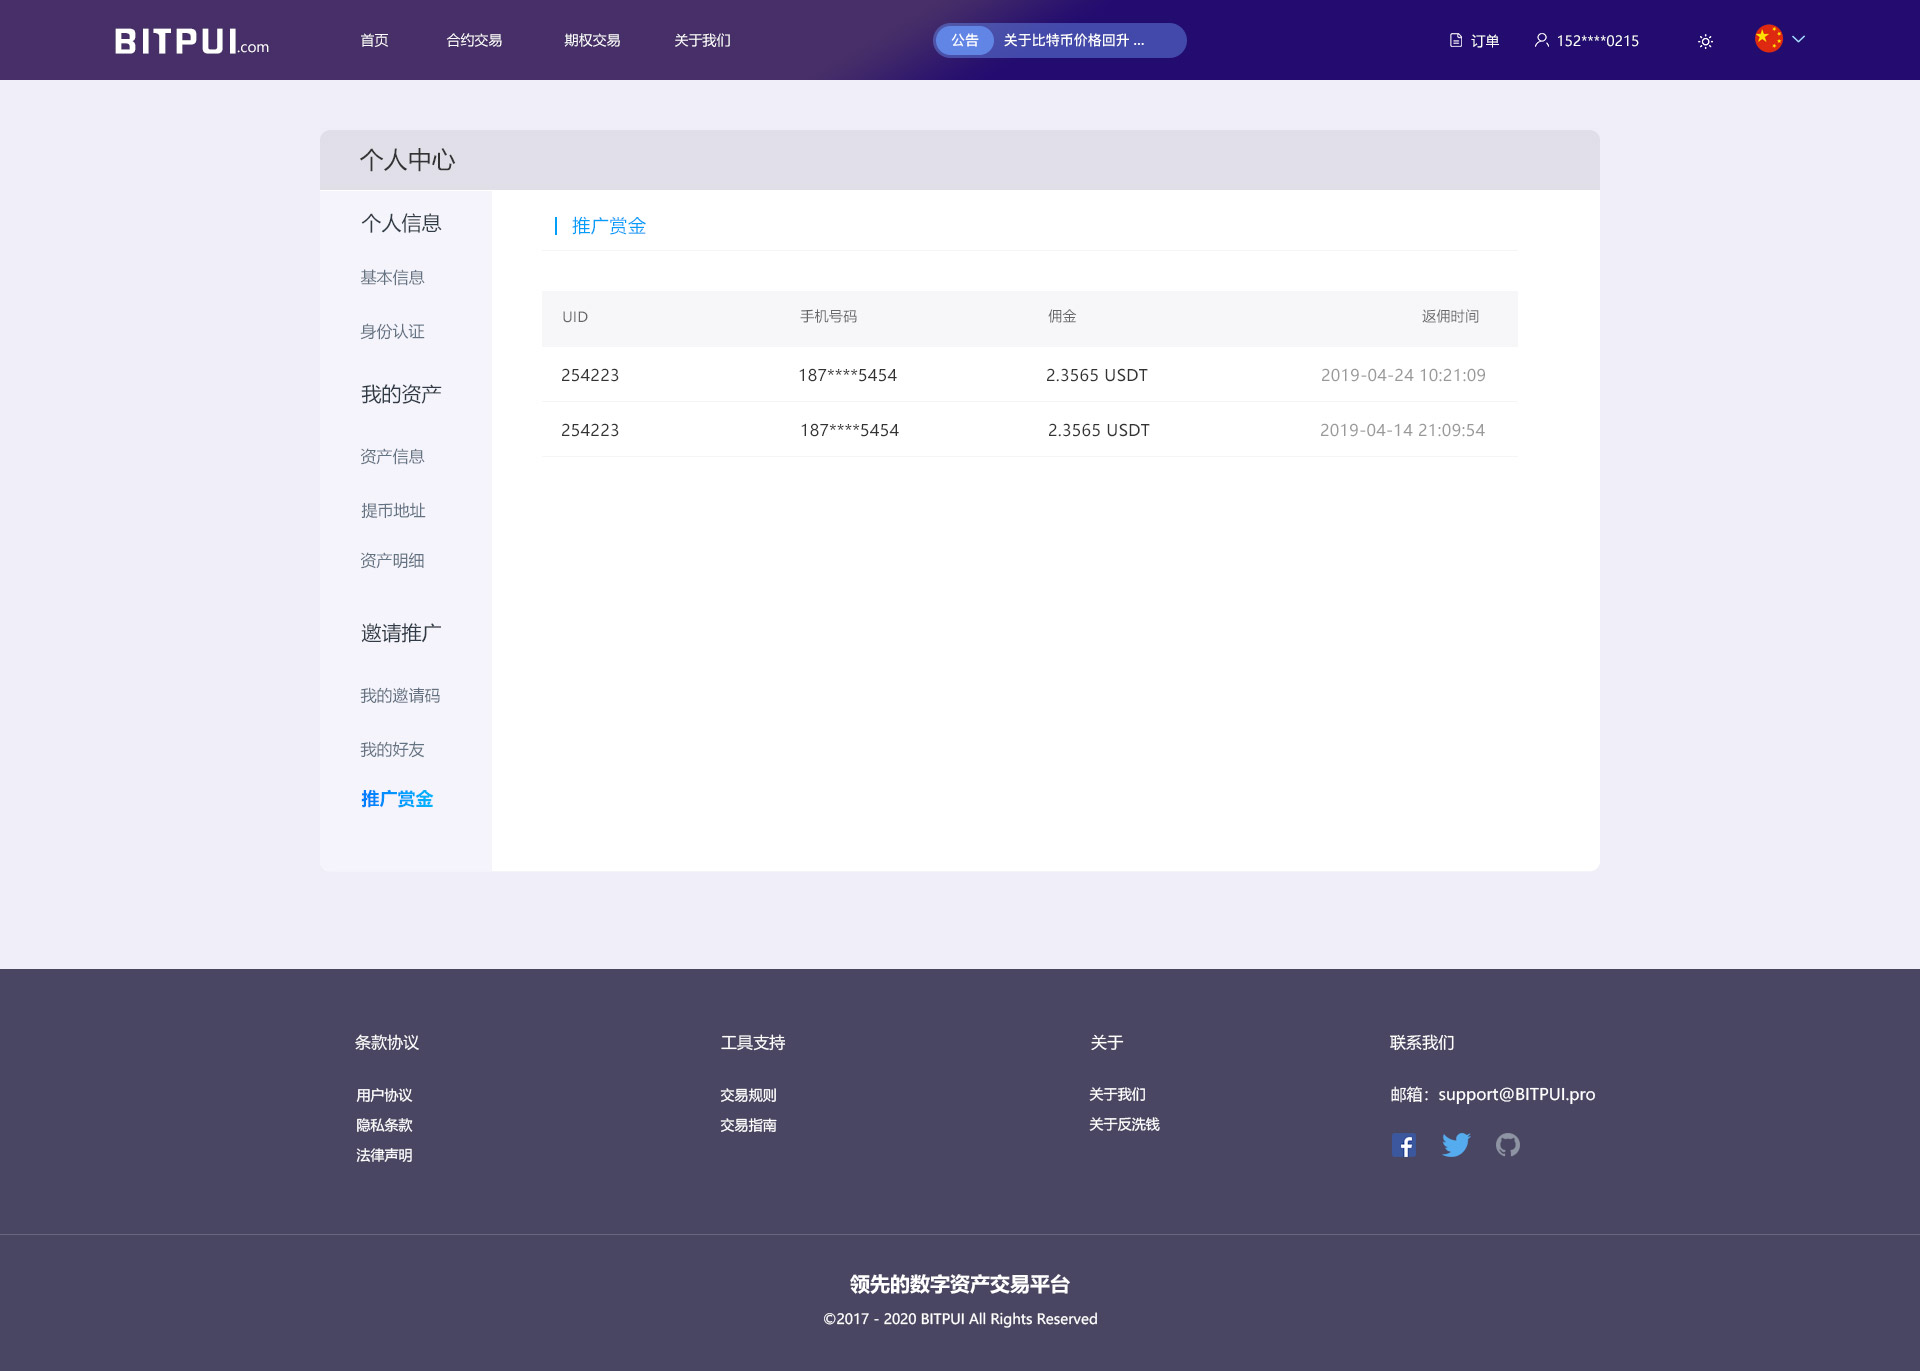 BITPUI.com 首页 合约交易 期权交易 关于我们 公告 关于比特币价格回升 ... 订单 152****0215
个人中心
个人信息
基本信息
身份认证
我的资产
资产信息
提币地址
资产明细
邀请推广
我的邀请码
我的好友
推广赏金
推广赏金
UID 手机号码 佣金 返佣时间
254223 187****5454 2.3565 USDT 2019-04-24 10:21:09
254223 187****5454 2.3565 USDT 2019-04-14 21:09:54
条款协议
用户协议
隐私条款
法律声明
工具支持
交易规则
交易指南
关于
关于我们
关于反洗钱
联系我们
邮箱：support@BITPUI.pro
领先的数字资产交易平台
©2017 - 2020 BITPUI All Rights Reserved